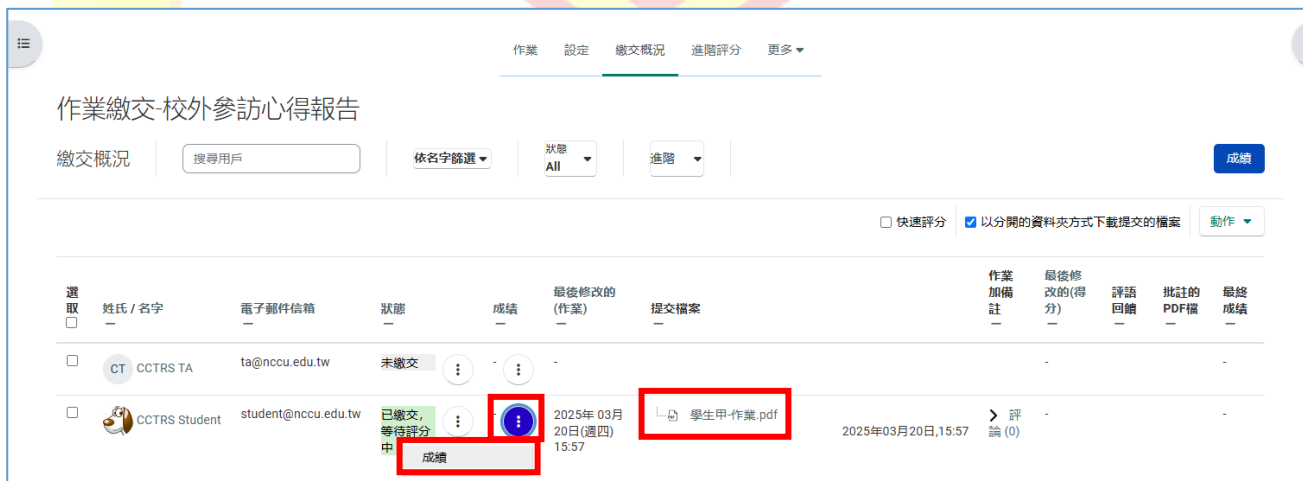 作業 設定 繳交概況 進階評分 更多
作業繳交-校外參訪心得報告
繳交概況 搜尋用戶 依名字篩選 狀態 All 進階 成績
快速評分 以分開的資料夾方式下載提交的檔案 動作
選取 姓氏 / 名字 電子郵件信箱 狀態 成績 最後修改的(作業) 提交檔案 作業加備註 最後修改的(得分) 評語回饋 批註的PDF檔 最終成績
CT CCTRS TA ta@nccu.edu.tw 未繳交 - - - -
CCTRS Student student@nccu.edu.tw 已繳交, 等待評分中 - 2025年 03月 20日(週四) 15:57 學生甲-作業.pdf 2025年03月20日,15:57 評論 (0) - -
成績